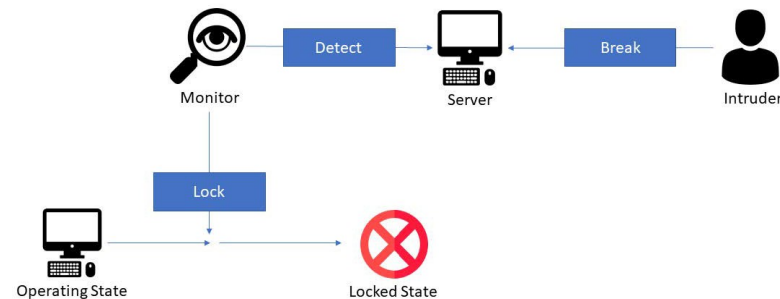 Detect
Break
Monitor
Server
Intruder
Lock
Operating State
Locked State